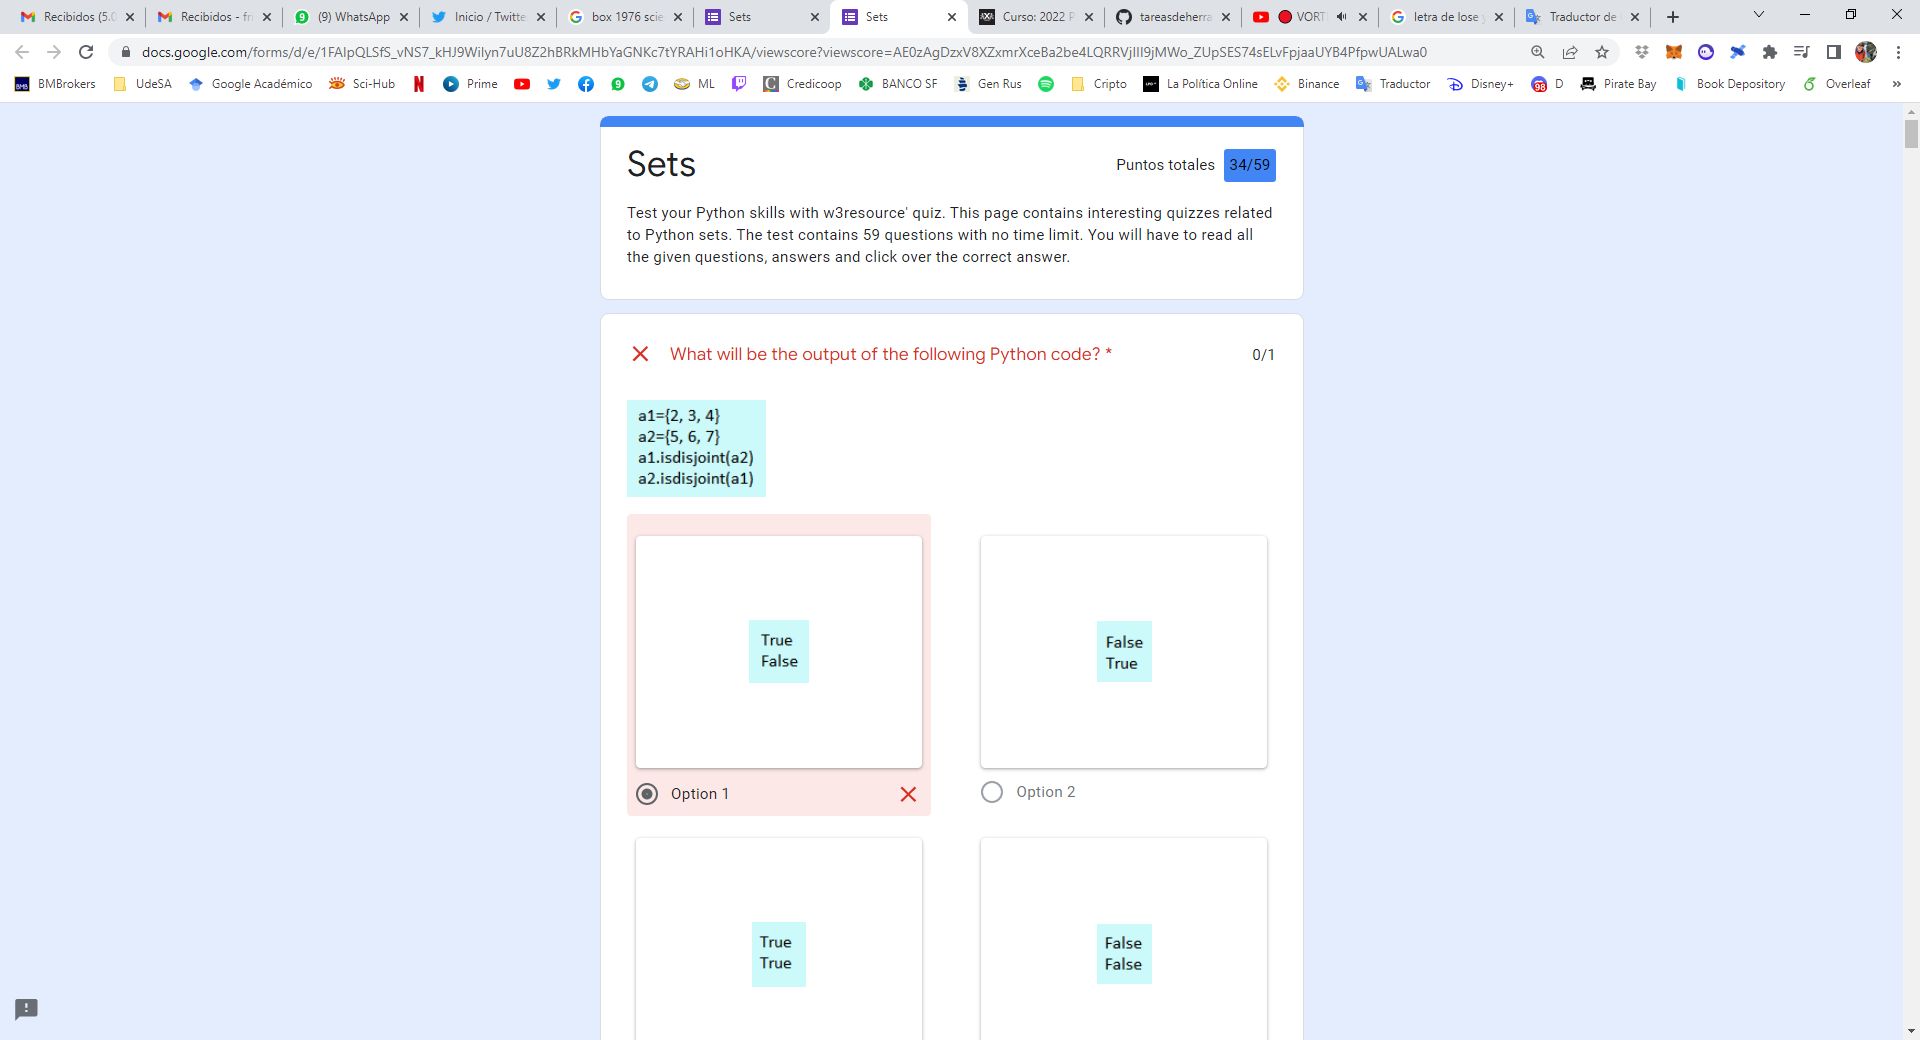 Recibidos (5.0
Recibidos - fr
(9) WhatsApp
Inicio / Twitte
box 1976 scie
Sets
Sets
Curso: 2022 P
tareasdeherra
VORT
letra de lose y
Traductor de
docs.google.com/forms/d/e/1FAIpQLSfS_vNS7_kHJ9Wilyn7uU8Z2hBRkMHbYaGNKc7tYRAHi1oHKA/viewscore?viewscore=AE0zAgDzxV8XZxmrXceBa2be4LQRRVjIII9jMWo_ZUpSES74sELvFpjaaUYB4PfpwUALwa0
BMBrokers
UdeSA
Google Académico
Sci-Hub
Prime
ML
Credicoop
BANCO SF
Gen Rus
Cripto
La Política Online
Binance
Traductor
Disney+
98
D
Pirate Bay
Book Depository
Overleaf
»
Sets
Puntos totales 34/59
Test your Python skills with w3resource' quiz. This page contains interesting quizzes related
to Python sets. The test contains 59 questions with no time limit. You will have to read all
the given questions, answers and click over the correct answer.
What will be the output of the following Python code? *
0/1
a1={2, 3, 4}
a2={5, 6, 7}
a1.isdisjoint(a2)
a2.isdisjoint(a1)
True
False
False
True
Option 1
Option 2
True
True
False
False